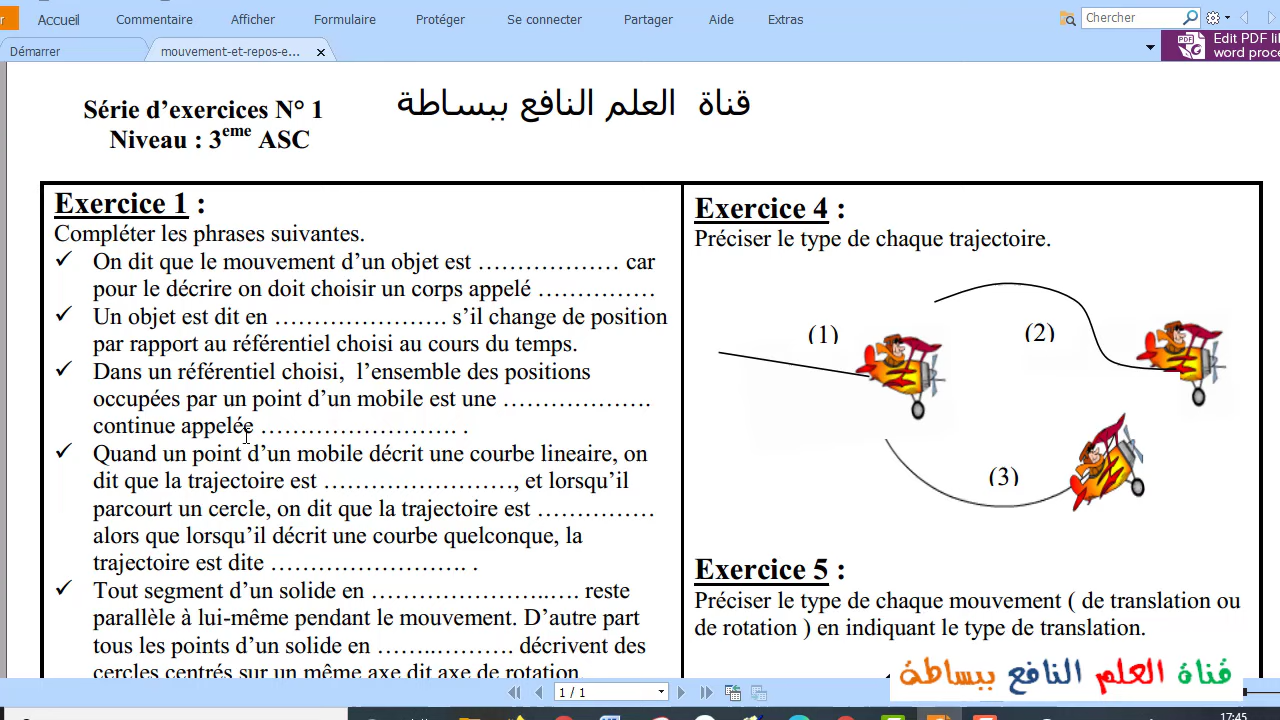 Accueil Commentaire Afficher Formulaire Protéger Se connecter Partager Aide Extras Chercher
Démarrer mouvement-et-repos-e... Edit PDF li
word proce
Série d’exercices N° 1
Niveau : 3eme ASC
قناة العلم النافع ببساطة
Exercice 1 :
Compléter les phrases suivantes.
✓ On dit que le mouvement d’un objet est ……………… car
pour le décrire on doit choisir un corps appelé ……………
✓ Un objet est dit en …………………. s’il change de position
par rapport au référentiel choisi au cours du temps.
✓ Dans un référentiel choisi, l’ensemble des positions
occupées par un point d’un mobile est une ……………….
continue appelée ……………………. .
✓ Quand un point d’un mobile décrit une courbe lineaire, on
dit que la trajectoire est ……………………, et lorsqu’il
parcourt un cercle, on dit que la trajectoire est ……………
alors que lorsqu’il décrit une courbe quelconque, la
trajectoire est dite ……………………. .
✓ Tout segment d’un solide en …………………..…. reste
parallèle à lui-même pendant le mouvement. D’autre part
tous les points d’un solide en ……..………. décrivent des
cercles centrés sur un même axe dit axe de rotation.
Exercice 4 :
Préciser le type de chaque trajectoire.
(1)
(2)
(3)
Exercice 5 :
Préciser le type de chaque mouvement ( de translation ou
de rotation ) en indiquant le type de translation.
قناة العلم النافع ببساطة
1 / 1
17:45